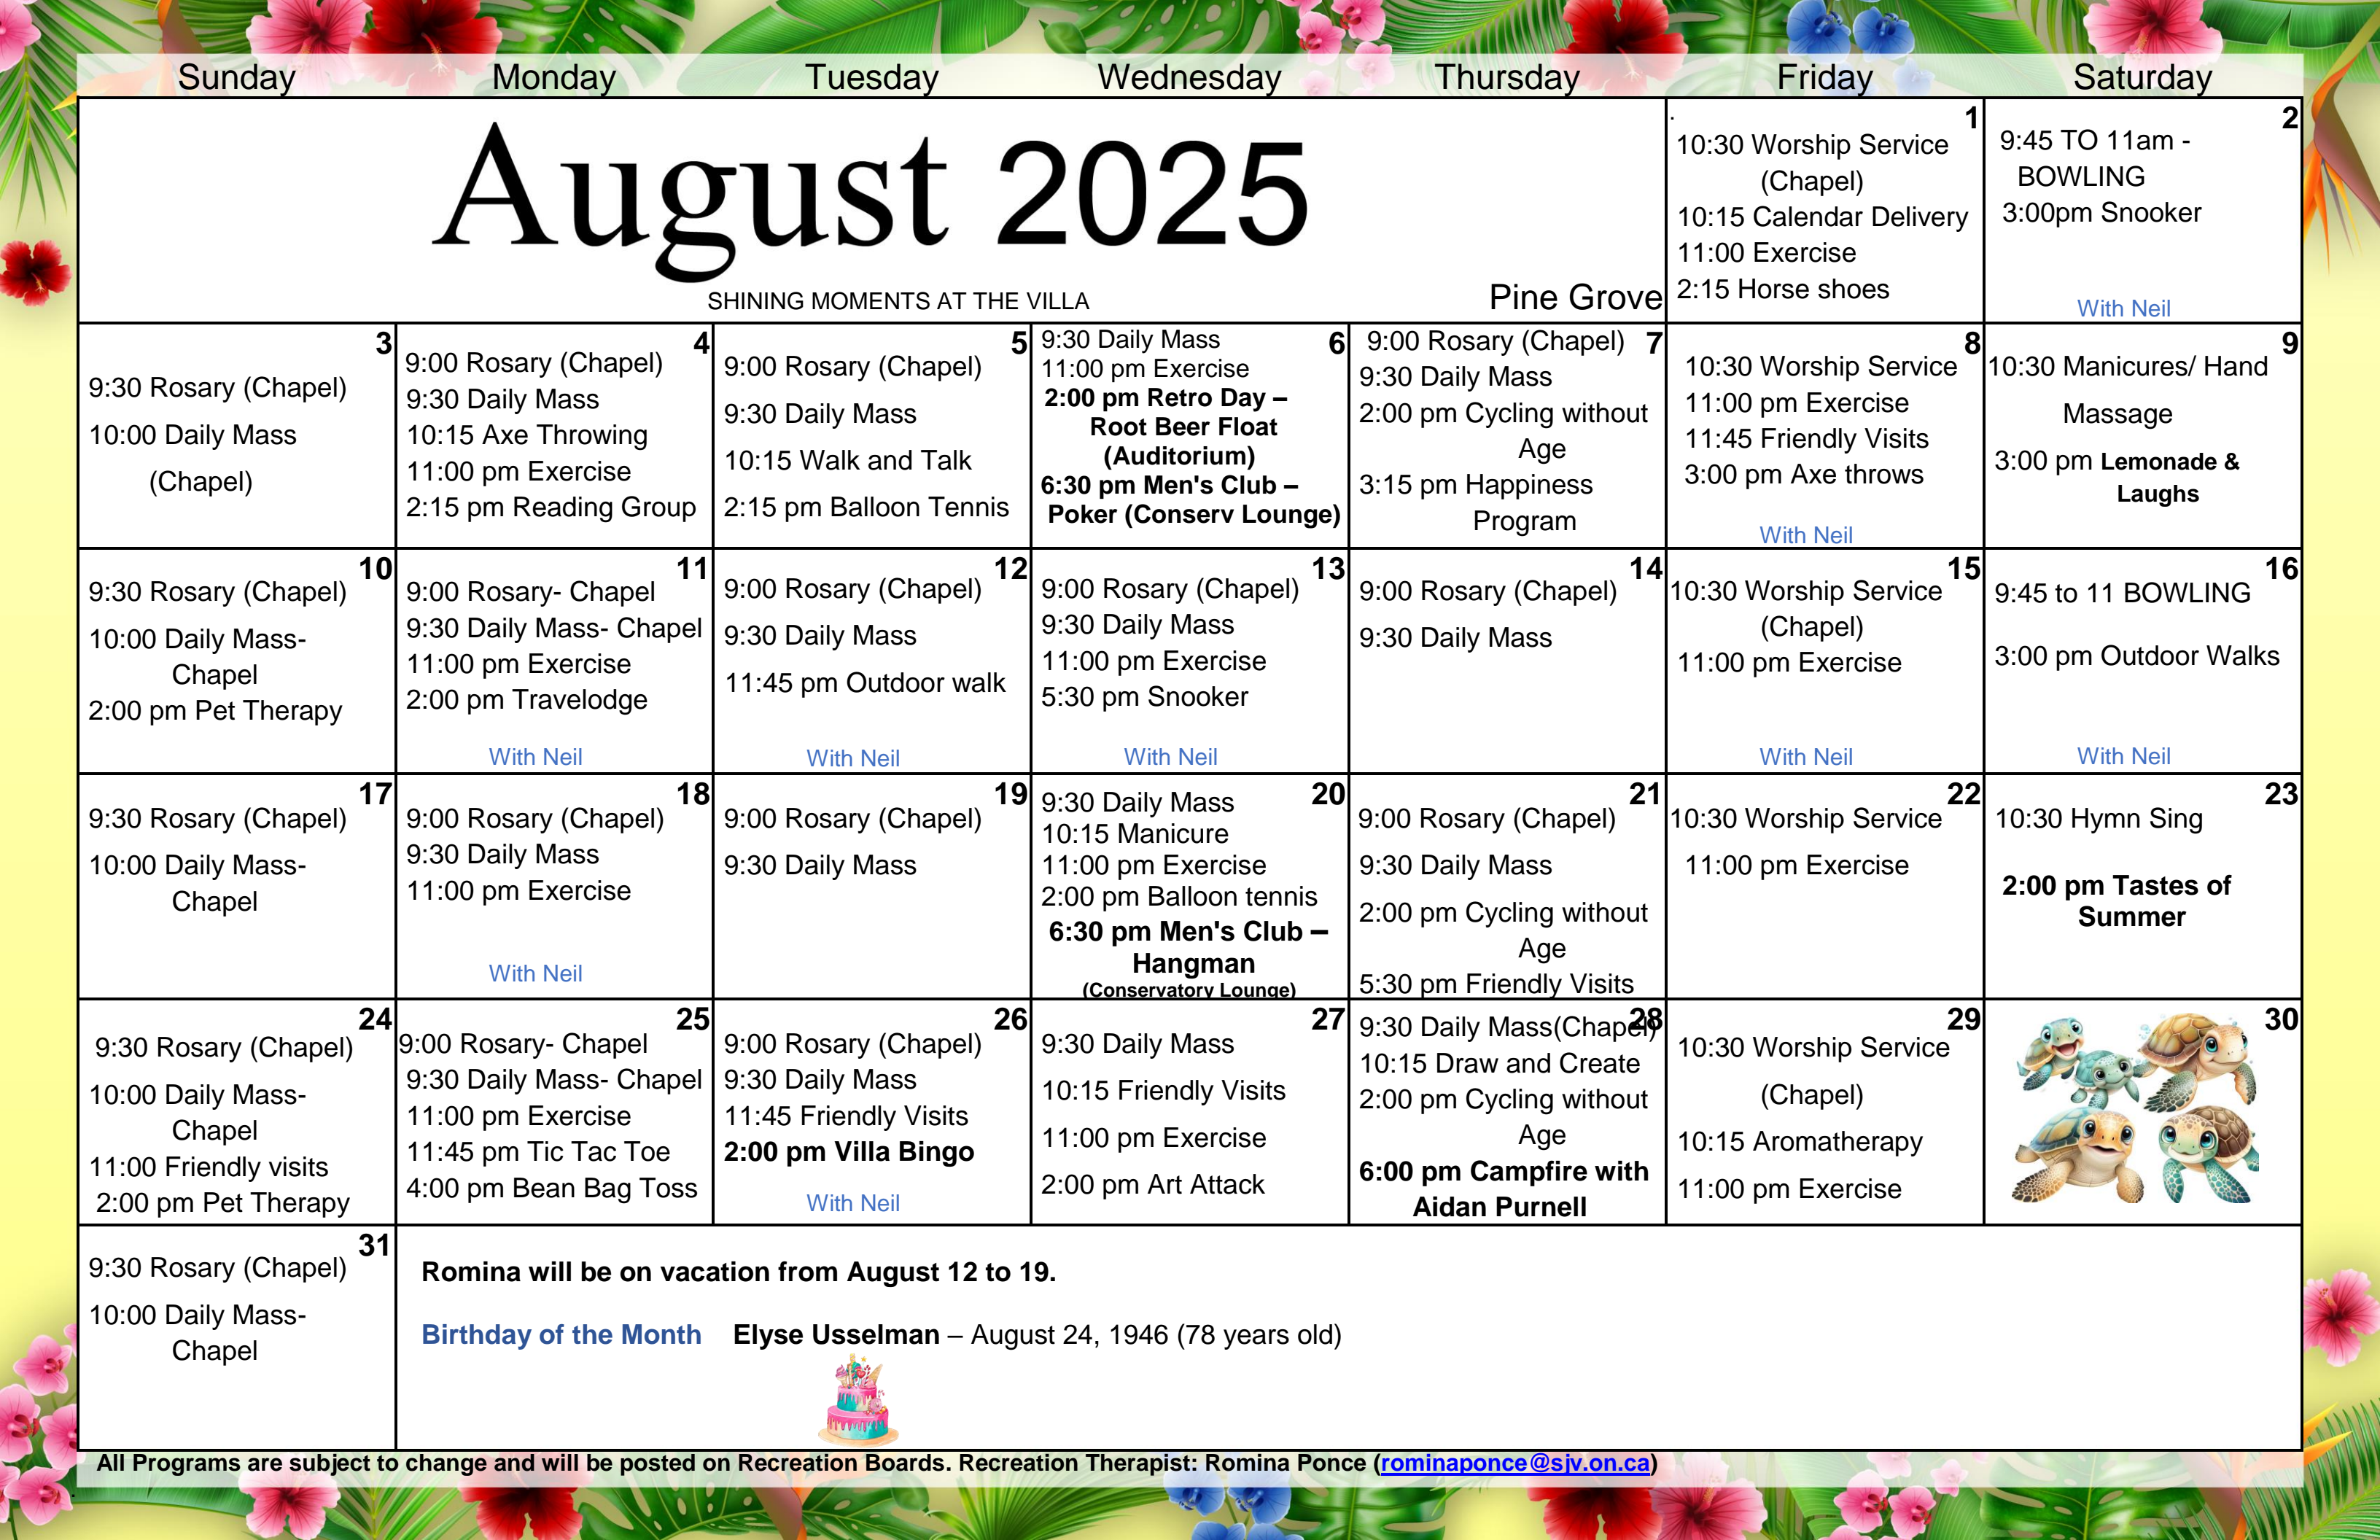 Sunday Monday Tuesday Wednesday Thursday Friday Saturday
August 2025
SHINING MOMENTS AT THE VILLA
Pine Grove
.
1
10:30 Worship Service
(Chapel)
10:15 Calendar Delivery
11:00 Exercise
2:15 Horse shoes
2
9:45 TO 11am -
BOWLING
3:00pm Snooker
With Neil
3
9:30 Rosary (Chapel)
10:00 Daily Mass
(Chapel)
4
9:00 Rosary (Chapel)
9:30 Daily Mass
10:15 Axe Throwing
11:00 pm Exercise
2:15 pm Reading Group
5
9:00 Rosary (Chapel)
9:30 Daily Mass
10:15 Walk and Talk
2:15 pm Balloon Tennis
6
9:30 Daily Mass
11:00 pm Exercise
2:00 pm Retro Day –
Root Beer Float
(Auditorium)
6:30 pm Men's Club –
Poker (Conserv Lounge)
7
9:00 Rosary (Chapel)
9:30 Daily Mass
2:00 pm Cycling without
Age
3:15 pm Happiness
Program
8
10:30 Worship Service
11:00 pm Exercise
11:45 Friendly Visits
3:00 pm Axe throws
With Neil
9
10:30 Manicures/ Hand
Massage
3:00 pm Lemonade &
Laughs
10
9:30 Rosary (Chapel)
10:00 Daily Mass-
Chapel
2:00 pm Pet Therapy
11
9:00 Rosary- Chapel
9:30 Daily Mass- Chapel
11:00 pm Exercise
2:00 pm Travelodge
With Neil
12
9:00 Rosary (Chapel)
9:30 Daily Mass
11:45 pm Outdoor walk
With Neil
13
9:00 Rosary (Chapel)
9:30 Daily Mass
11:00 pm Exercise
5:30 pm Snooker
With Neil
14
9:00 Rosary (Chapel)
9:30 Daily Mass
15
10:30 Worship Service
(Chapel)
11:00 pm Exercise
With Neil
16
9:45 to 11 BOWLING
3:00 pm Outdoor Walks
With Neil
17
9:30 Rosary (Chapel)
10:00 Daily Mass-
Chapel
18
9:00 Rosary (Chapel)
9:30 Daily Mass
11:00 pm Exercise
With Neil
19
9:00 Rosary (Chapel)
9:30 Daily Mass
20
9:30 Daily Mass
10:15 Manicure
11:00 pm Exercise
2:00 pm Balloon tennis
6:30 pm Men's Club –
Hangman
(Conservatory Lounge)
21
9:00 Rosary (Chapel)
9:30 Daily Mass
2:00 pm Cycling without
Age
5:30 pm Friendly Visits
22
10:30 Worship Service
11:00 pm Exercise
23
10:30 Hymn Sing
2:00 pm Tastes of
Summer
24
9:30 Rosary (Chapel)
10:00 Daily Mass-
Chapel
11:00 Friendly visits
2:00 pm Pet Therapy
25
9:00 Rosary- Chapel
9:30 Daily Mass- Chapel
11:00 pm Exercise
11:45 pm Tic Tac Toe
4:00 pm Bean Bag Toss
26
9:00 Rosary (Chapel)
9:30 Daily Mass
11:45 Friendly Visits
2:00 pm Villa Bingo
With Neil
27
9:30 Daily Mass
10:15 Friendly Visits
11:00 pm Exercise
2:00 pm Art Attack
28
9:30 Daily Mass(Chapel)
10:15 Draw and Create
2:00 pm Cycling without
Age
6:00 pm Campfire with
Aidan Purnell
29
10:30 Worship Service
(Chapel)
10:15 Aromatherapy
11:00 pm Exercise
30
31
9:30 Rosary (Chapel)
10:00 Daily Mass-
Chapel
Romina will be on vacation from August 12 to 19.
Birthday of the Month Elyse Usselman – August 24, 1946 (78 years old)
All Programs are subject to change and will be posted on Recreation Boards. Recreation Therapist: Romina Ponce (rominaponce@sjv.on.ca)